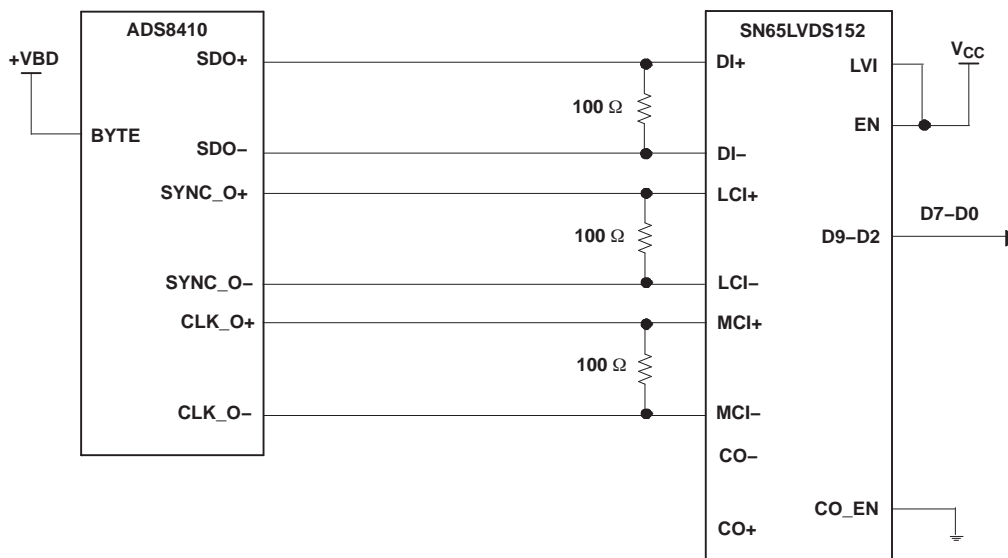 ADS8410
SN65LVDS152
+VBD
BYTE
SDO+
SDO–
SYNC_O+
SYNC_O–
CLK_O+
CLK_O–
100 Ω
100 Ω
100 Ω
DI+
DI–
LCI+
LCI–
MCI+
MCI–
CO–
CO+
LVI
EN
D9–D2
CO_EN
VCC
D7–D0